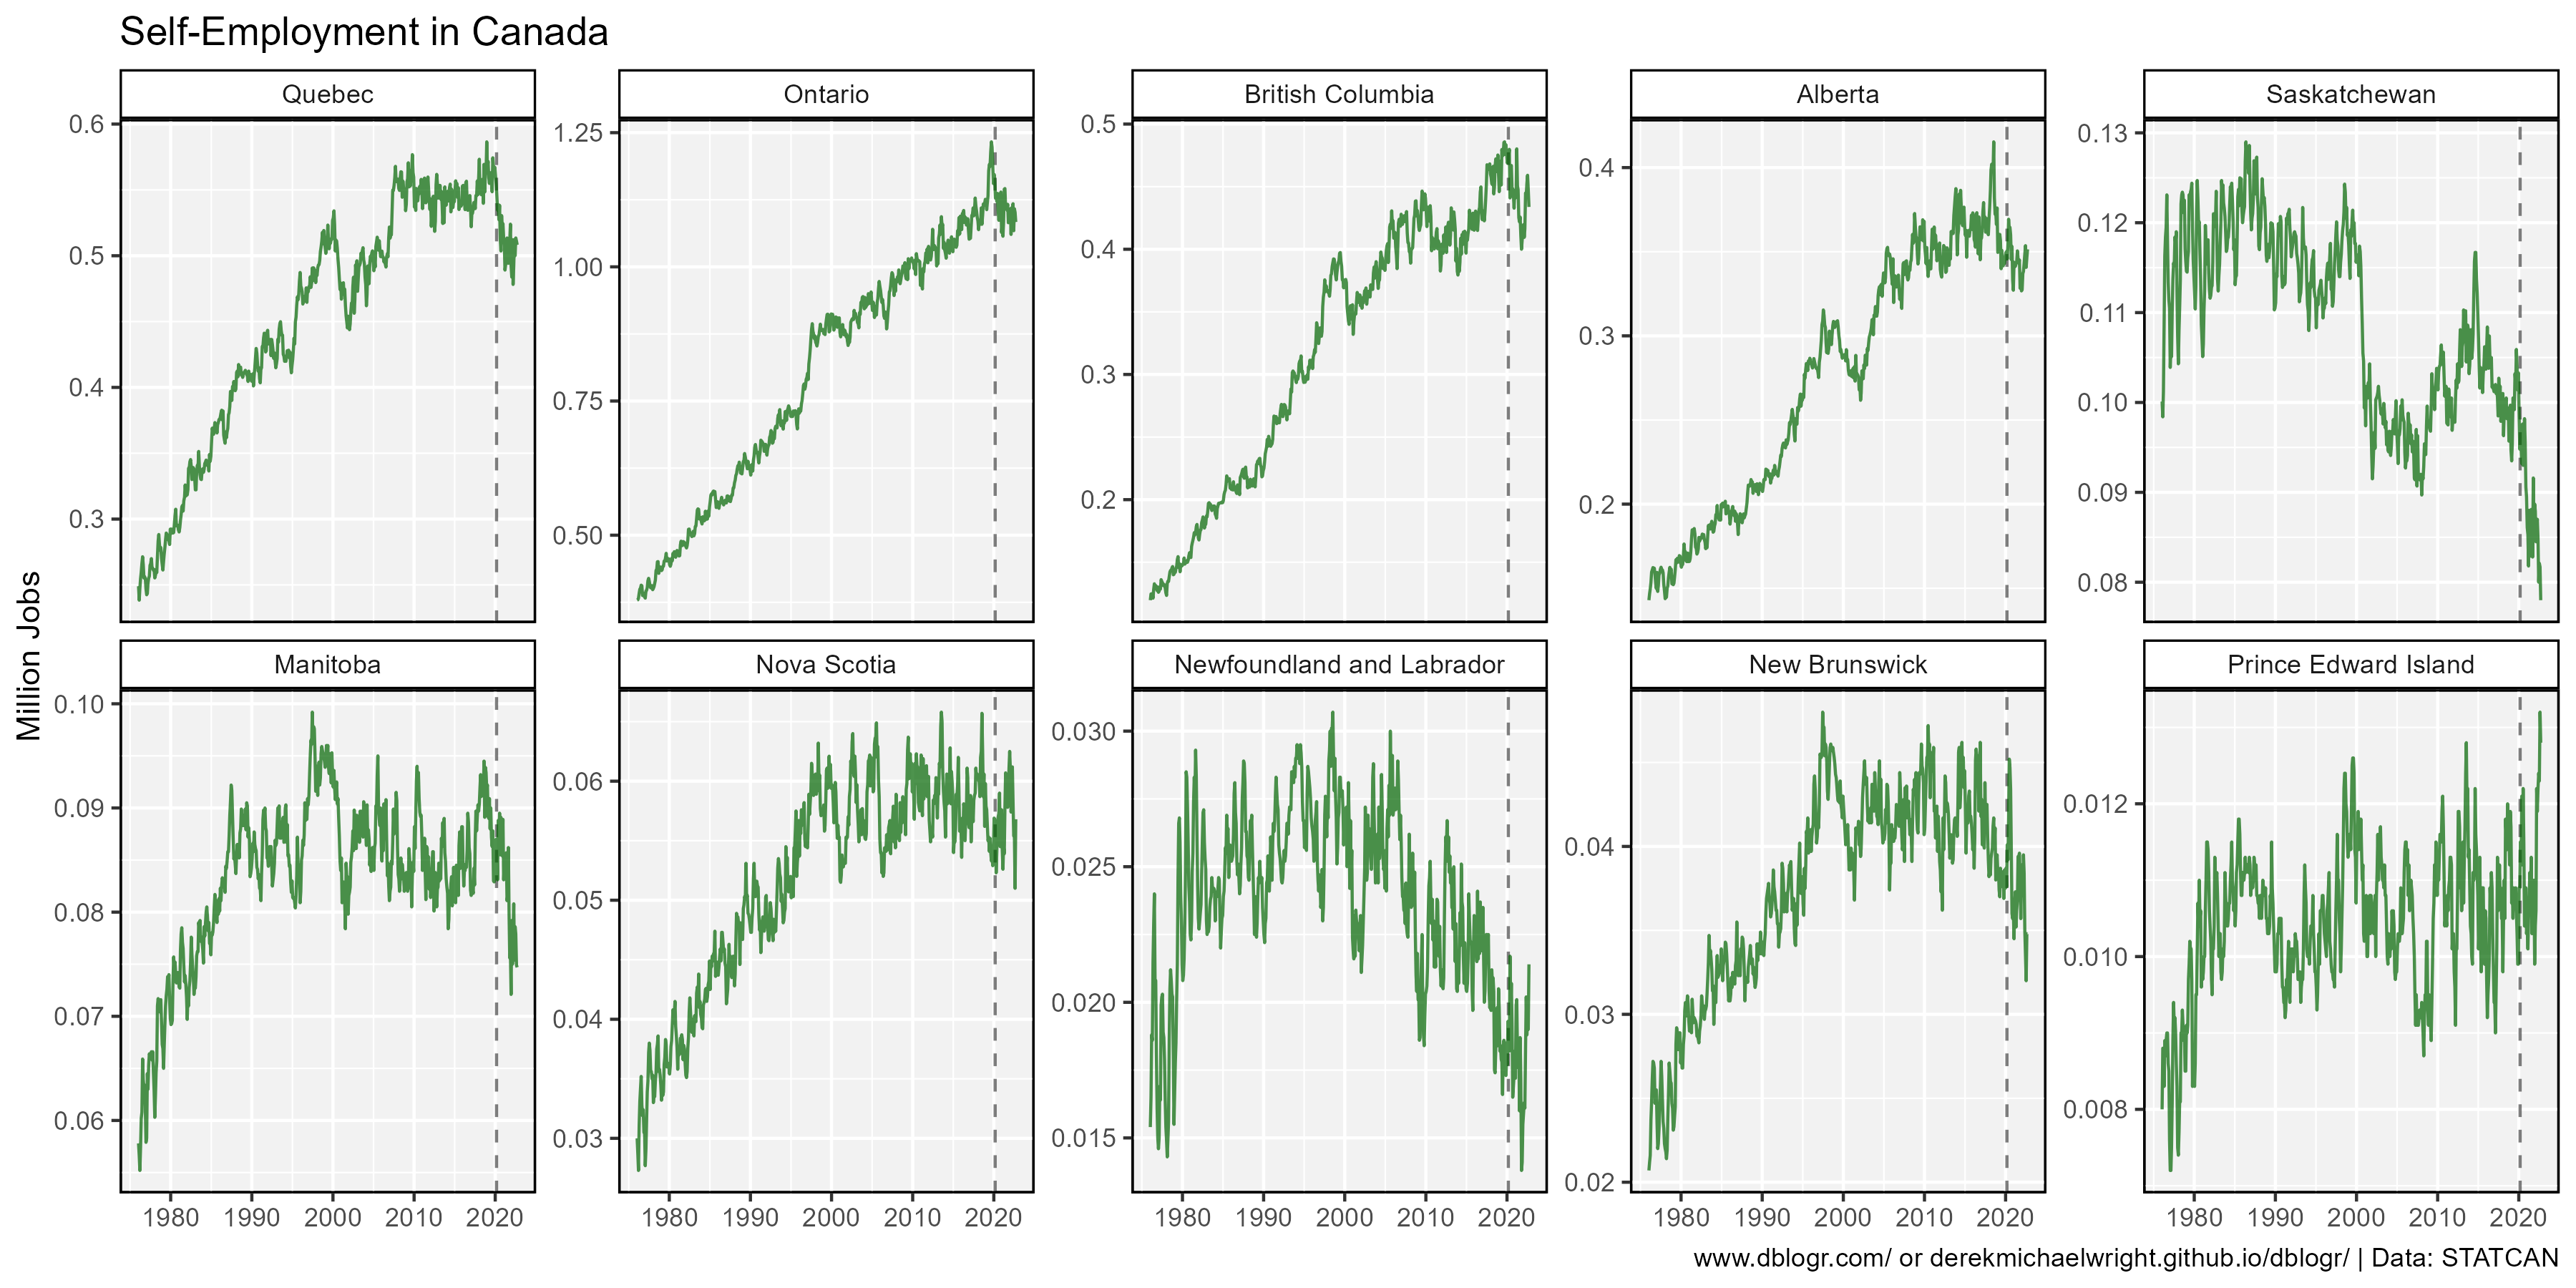 Self-Employment in Canada
Million Jobs
Quebec
0.6
0.5
0.4
0.3
Ontario
1.25
1.00
0.75
0.50
British Columbia
0.5
0.4
0.3
0.2
Alberta
0.4
0.3
0.2
Saskatchewan
0.13
0.12
0.11
0.10
0.09
0.08
Manitoba
0.10
0.09
0.08
0.07
0.06
1980 1990 2000 2010 2020
Nova Scotia
0.06
0.05
0.04
0.03
1980 1990 2000 2010 2020
Newfoundland and Labrador
0.030
0.025
0.020
0.015
1980 1990 2000 2010 2020
New Brunswick
0.04
0.03
0.02
1980 1990 2000 2010 2020
Prince Edward Island
0.012
0.010
0.008
1980 1990 2000 2010 2020
www.dblogr.com/ or derekmichaelwright.github.io/dblogr/ | Data: STATCAN